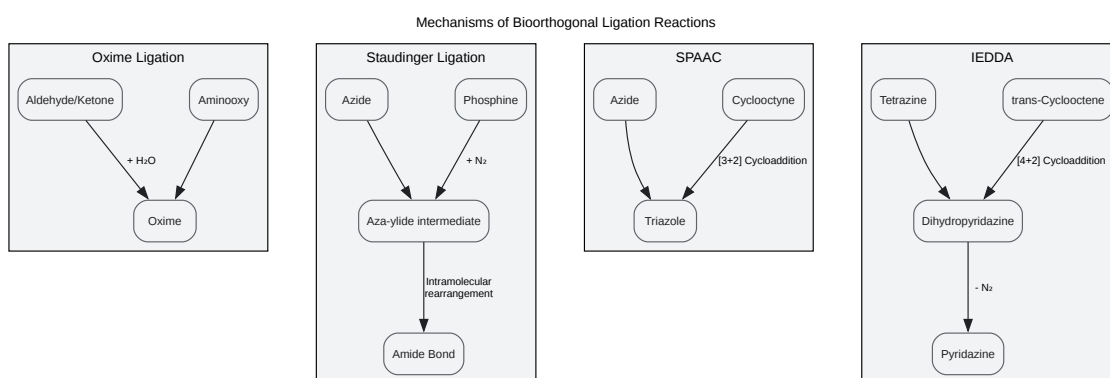 Mechanisms of Bioorthogonal Ligation Reactions
Oxime Ligation
Aldehyde/Ketone
Aminooxy
+ H₂O
Oxime
Staudinger Ligation
Azide
Phosphine
+ N₂
Aza-ylide intermediate
Intramolecular
rearrangement
Amide Bond
SPAAC
Azide
Cyclooctyne
[3+2] Cycloaddition
Triazole
IEDDA
Tetrazine
trans-Cyclooctene
[4+2] Cycloaddition
Dihydropyridazine
- N₂
Pyridazine